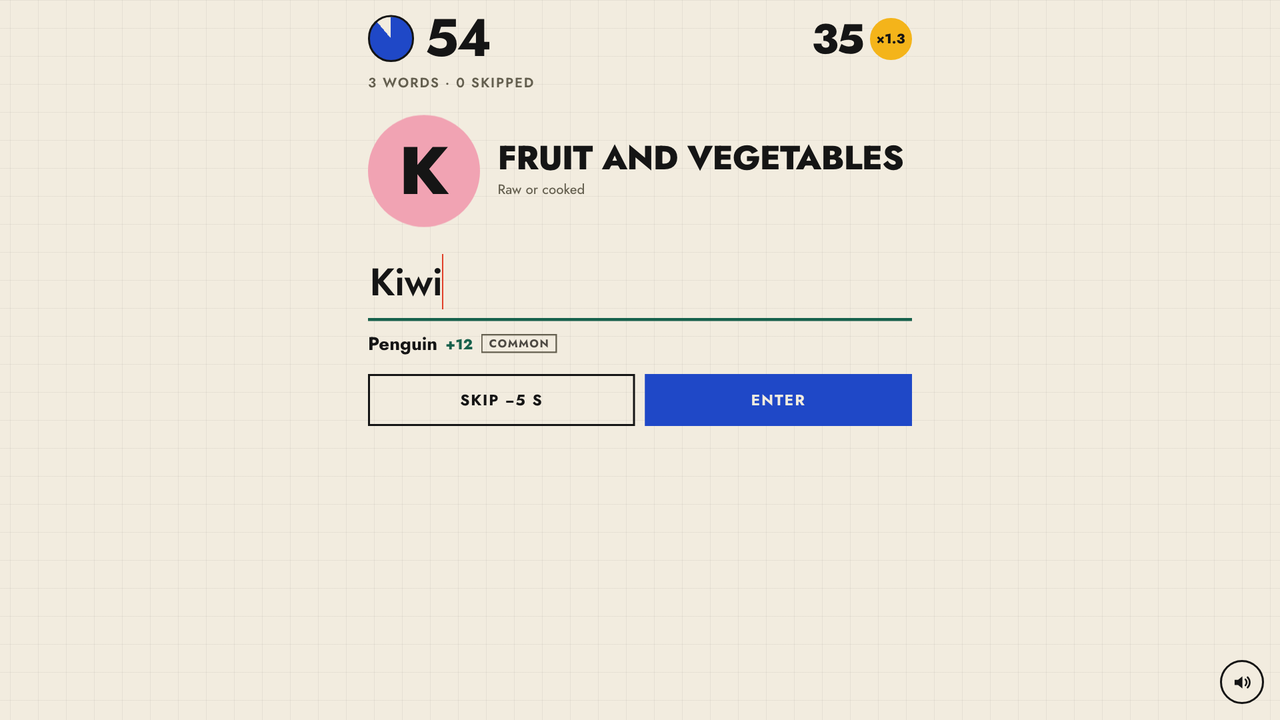 54
35 ×1.3
3 WORDS · 0 SKIPPED
K
FRUIT AND VEGETABLES
Raw or cooked
Kiwi
Penguin +12 COMMON
SKIP –5 S
ENTER